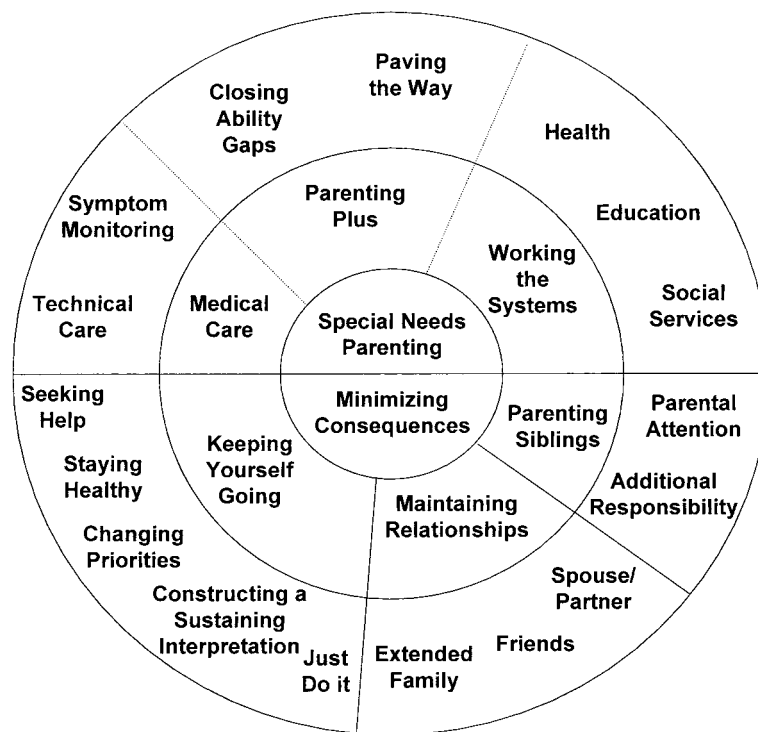 Paving
the Way
Closing
Ability
Gaps
Health
Parenting
Plus
Symptom
Monitoring
Education
Working
the
Systems
Technical
Care
Medical
Care
Social
Services
Special Needs
Parenting
Minimizing
Consequences
Seeking
Help
Parenting
Siblings
Parental
Attention
Keeping
Yourself
Going
Staying
Healthy
Additional
Responsibility
Maintaining
Relationships
Changing
Priorities
Spouse/
Partner
Constructing a
Sustaining
Interpretation
Friends
Just
Do it
Extended
Family